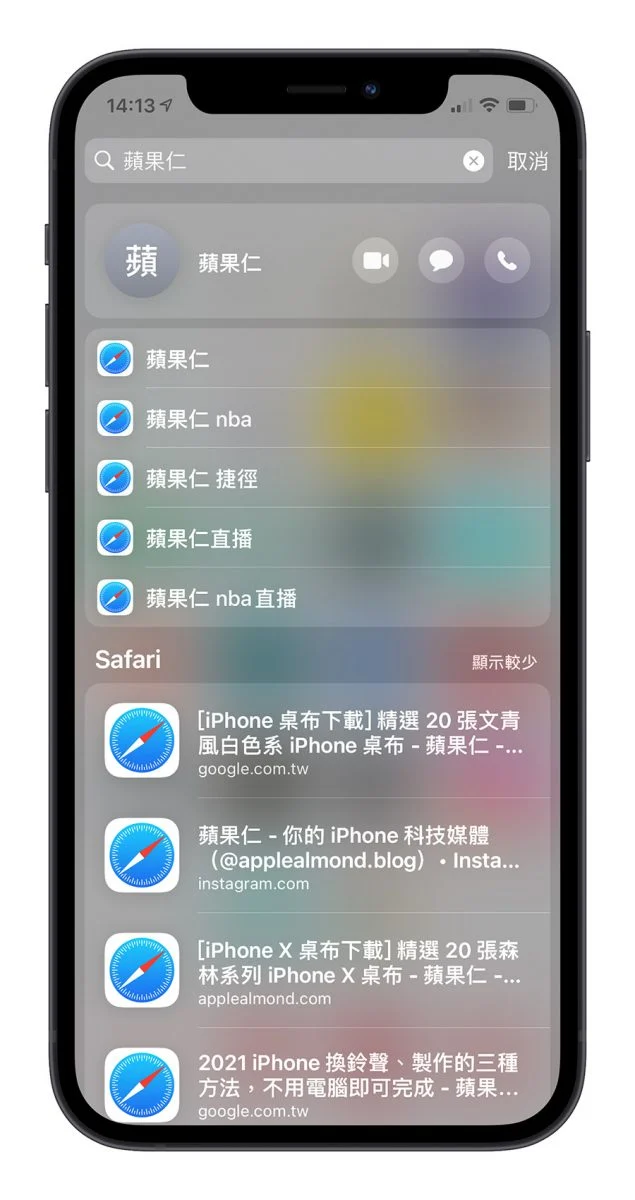 14:13
蘋果仁
取消
蘋
蘋果仁
蘋果仁
蘋果仁 nba
蘋果仁 捷徑
蘋果仁直播
蘋果仁 nba直播
Safari
顯示較少
[iPhone 桌布下載] 精選 20 張文青
風白色系 iPhone 桌布 - 蘋果仁 -...
google.com.tw
蘋果仁 - 你的 iPhone 科技媒體
（@applealmond.blog）• Insta...
instagram.com
[iPhone X 桌布下載] 精選 20 張森
林系列 iPhone X 桌布 - 蘋果仁 -...
applealmond.com
2021 iPhone 換鈴聲、製作的三種
方法，不用電腦即可完成 - 蘋果...
google.com.tw